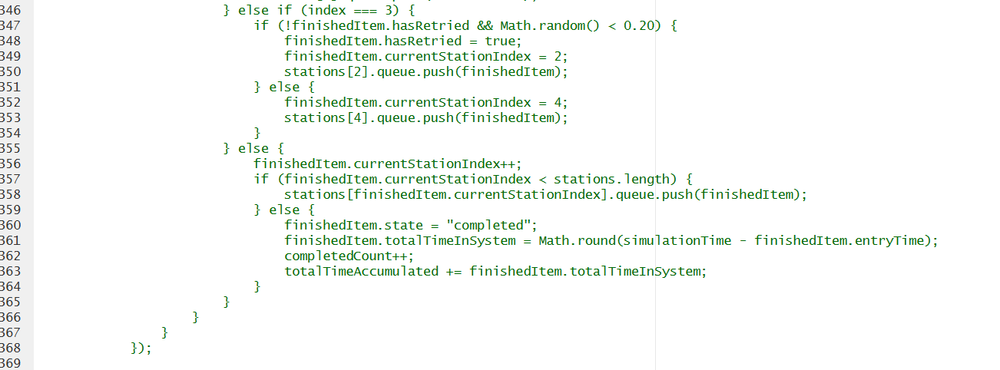 346                         } else if (index === 3) {
347                             if (!finishedItem.hasRetried && Math.random() < 0.20) {
348                                 finishedItem.hasRetried = true;
349                                 finishedItem.currentStationIndex = 2;
350                                 stations[2].queue.push(finishedItem);
351                             } else {
352                                 finishedItem.currentStationIndex = 4;
353                                 stations[4].queue.push(finishedItem);
354                             }
355                         } else {
356                             finishedItem.currentStationIndex++;
357                             if (finishedItem.currentStationIndex < stations.length) {
358                                 stations[finishedItem.currentStationIndex].queue.push(finishedItem);
359                             } else {
360                                 finishedItem.state = "completed";
361                                 finishedItem.totalTimeInSystem = Math.round(simulationTime - finishedItem.entryTime);
362                                 completedCount++;
363                                 totalTimeAccumulated += finishedItem.totalTimeInSystem;
364                             }
365                         }
366                     }
367                 }
368             });
369